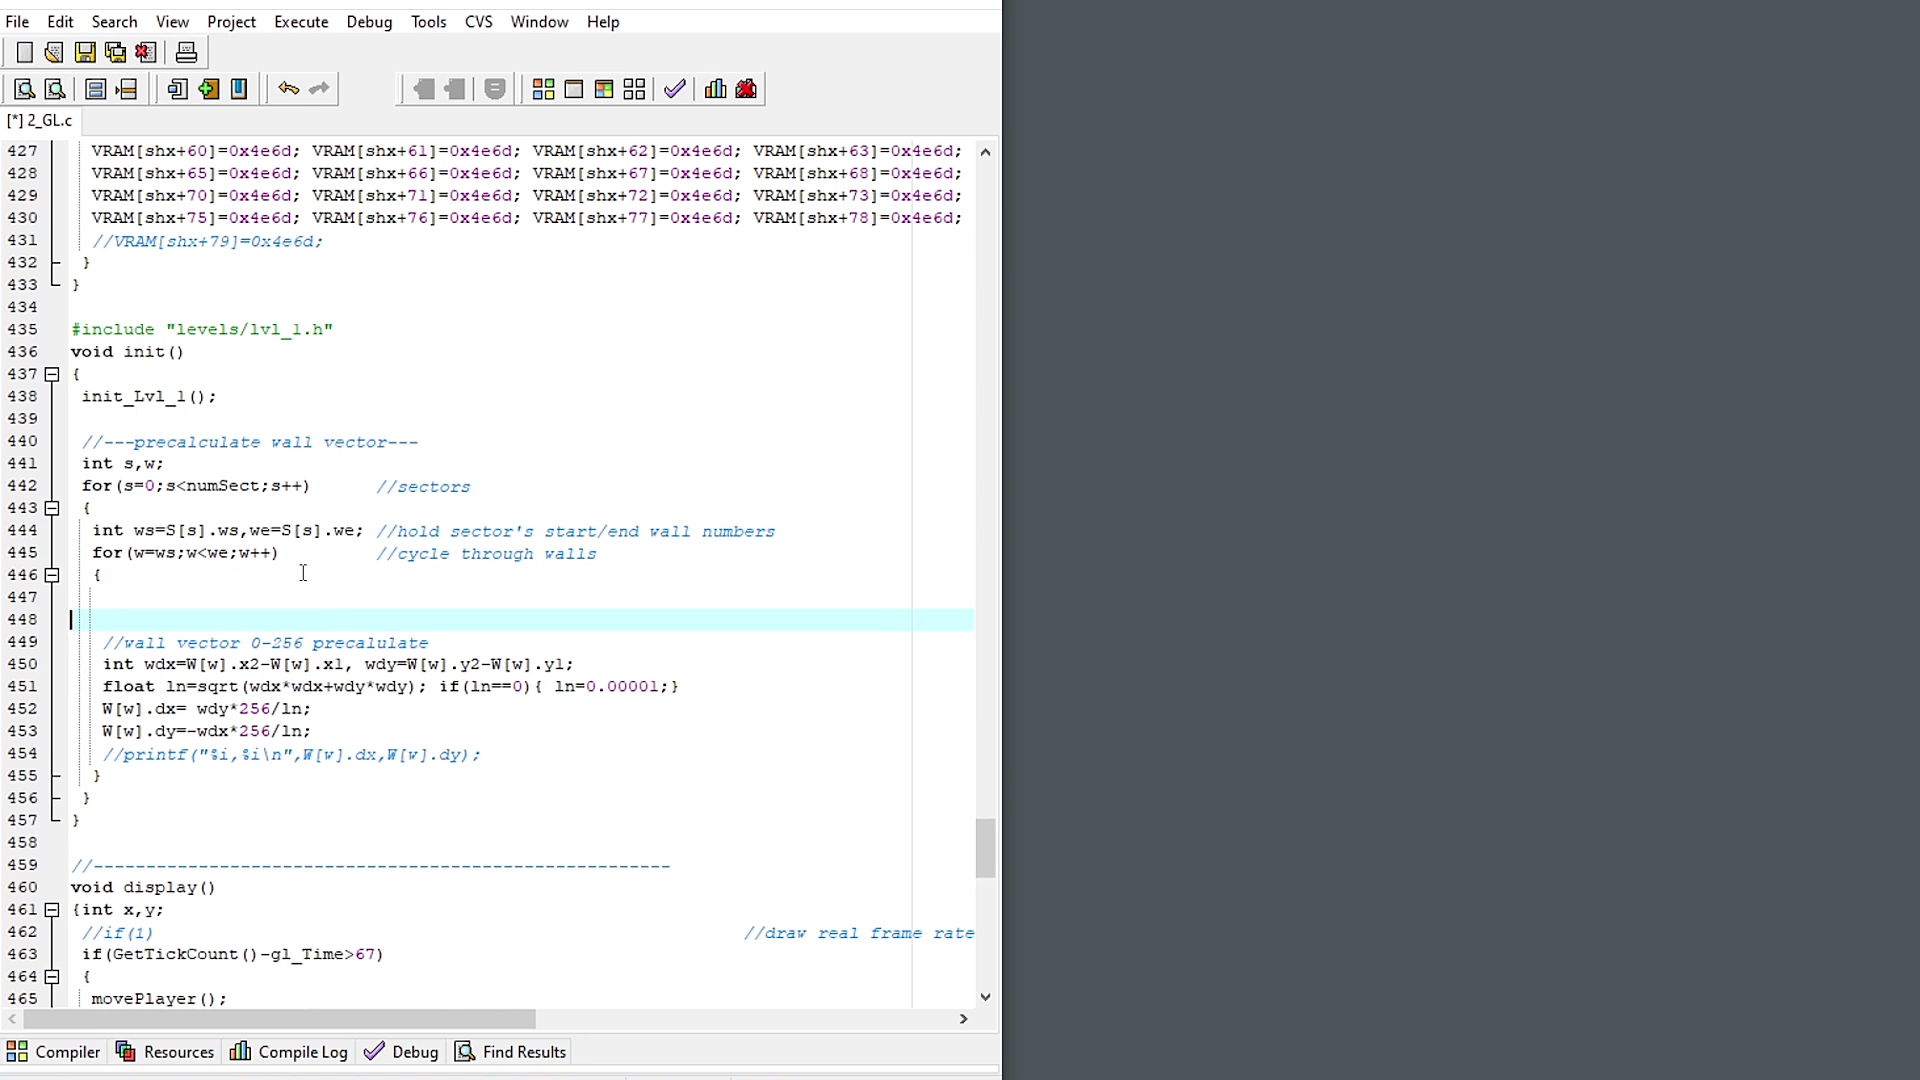 File Edit Search View Project Execute Debug Tools CVS Window Help
[*] 2_GL.c
427 VRAM[shx+60]=0x4e6d; VRAM[shx+61]=0x4e6d; VRAM[shx+62]=0x4e6d; VRAM[shx+63]=0x4e6d;
428 VRAM[shx+65]=0x4e6d; VRAM[shx+66]=0x4e6d; VRAM[shx+67]=0x4e6d; VRAM[shx+68]=0x4e6d;
429 VRAM[shx+70]=0x4e6d; VRAM[shx+71]=0x4e6d; VRAM[shx+72]=0x4e6d; VRAM[shx+73]=0x4e6d;
430 VRAM[shx+75]=0x4e6d; VRAM[shx+76]=0x4e6d; VRAM[shx+77]=0x4e6d; VRAM[shx+78]=0x4e6d;
431 //VRAM[shx+79]=0x4e6d;
432 }
433 }
434
435 #include "levels/lvl_1.h"
436 void init()
437 {
438 init_Lvl_1();
439
440 //---precalculate wall vector---
441 int s,w;
442 for(s=0;s<numSect;s++) //sectors
443 {
444 int ws=S[s].ws,we=S[s].we; //hold sector's start/end wall numbers
445 for(w=ws;w<we;w++) //cycle through walls
446 {
447
448
449 //wall vector 0-256 precalulate
450 int wdx=W[w].x2-W[w].x1, wdy=W[w].y2-W[w].y1;
451 float ln=sqrt(wdx*wdx+wdy*wdy); if(ln==0){ ln=0.00001;}
452 W[w].dx= wdy*256/ln;
453 W[w].dy=-wdx*256/ln;
454 //printf("%i,%i\n",W[w].dx,W[w].dy);
455 }
456 }
457 }
458
459 //-------------------------------------------------------
460 void display()
461 {int x,y;
462 //if(1) //draw real frame rate
463 if(GetTickCount()-gl_Time>67)
464 {
465 movePlayer();
Compiler Resources Compile Log Debug Find Results